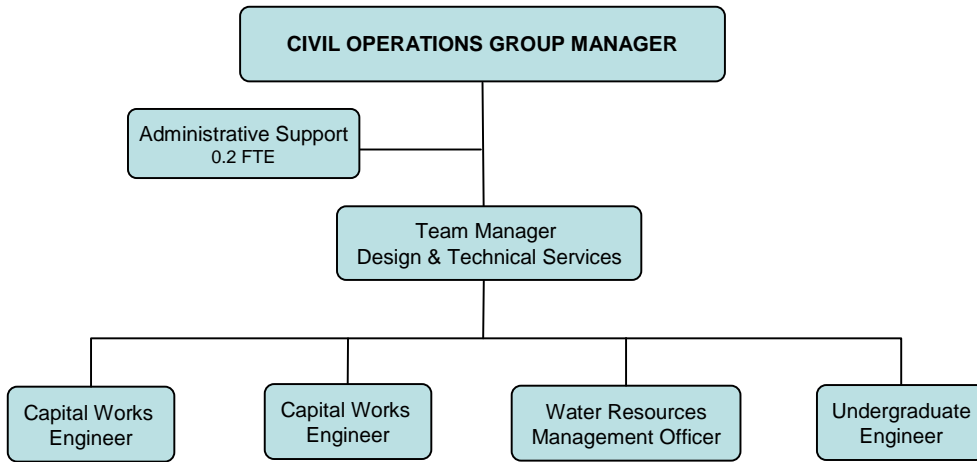 CIVIL OPERATIONS GROUP MANAGER
Administrative Support
0.2 FTE
Team Manager
Design & Technical Services
Capital Works
Engineer
Capital Works
Engineer
Water Resources
Management Officer
Undergraduate
Engineer